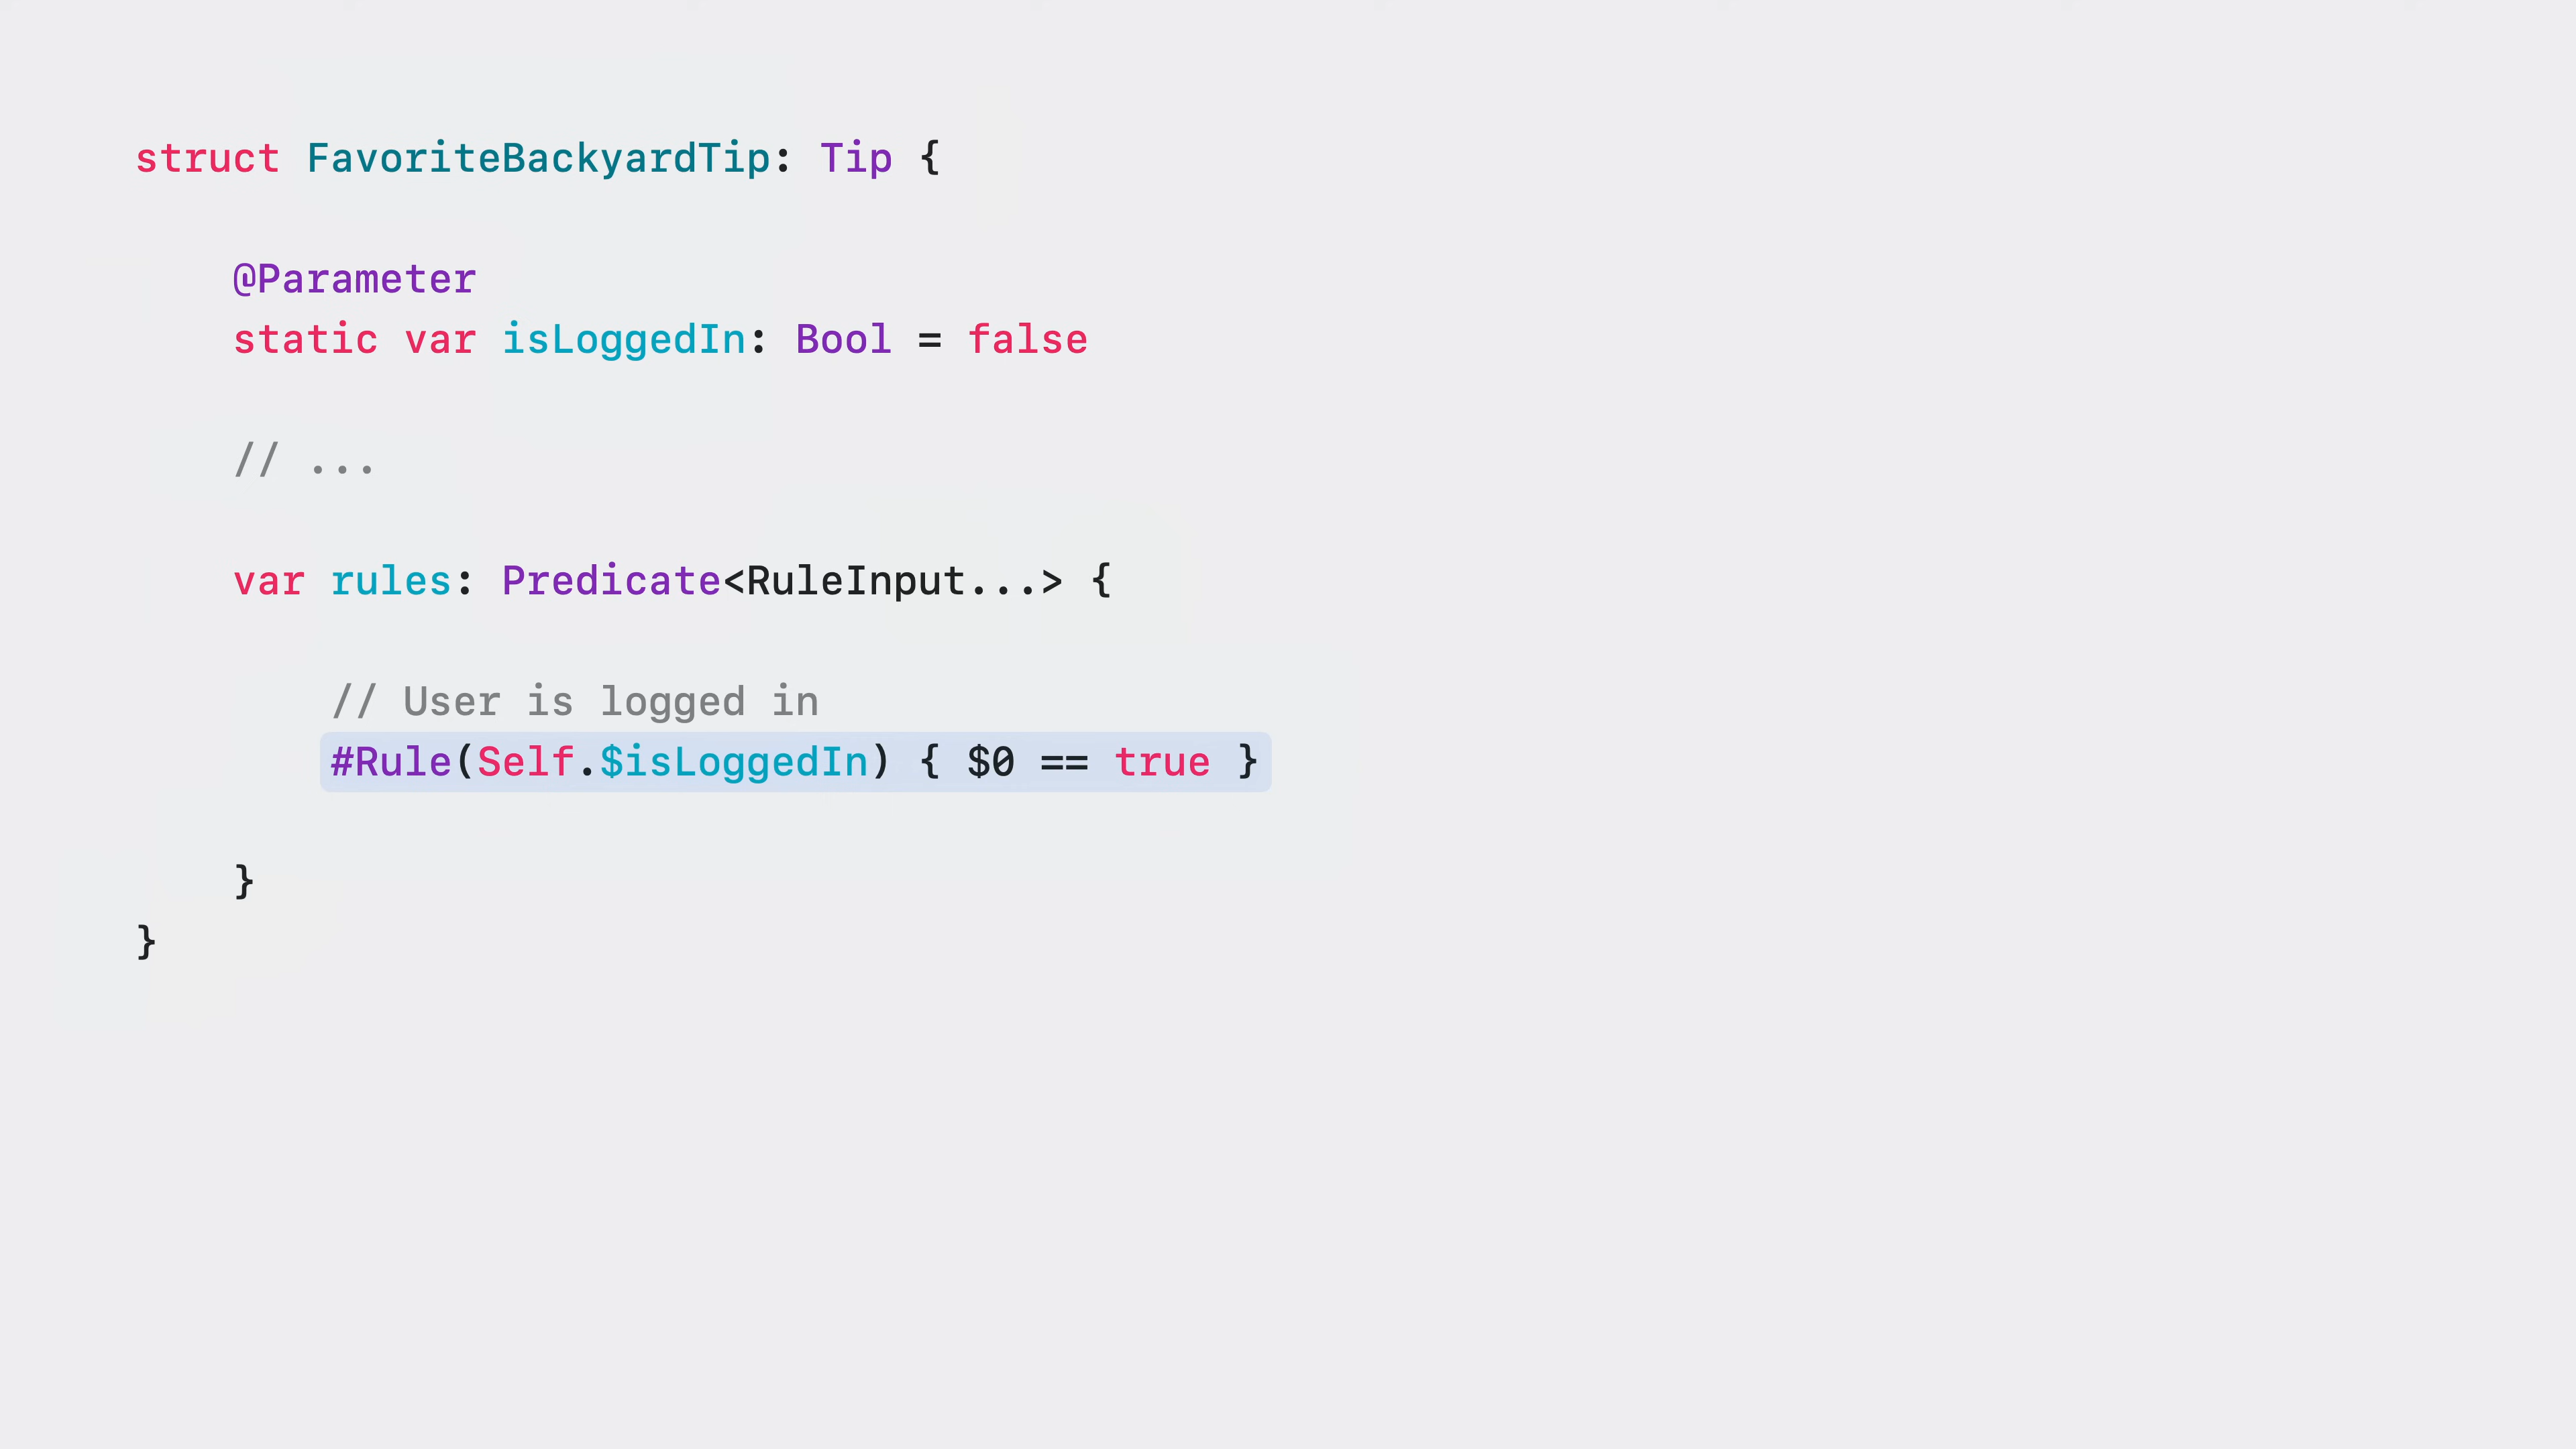 struct FavoriteBackyardTip: Tip {
@Parameter
static var isLoggedIn: Bool = false
// ...
var rules: Predicate<RuleInput...> {
// User is logged in
#Rule(Self.$isLoggedIn) { $0 == true }
}
}